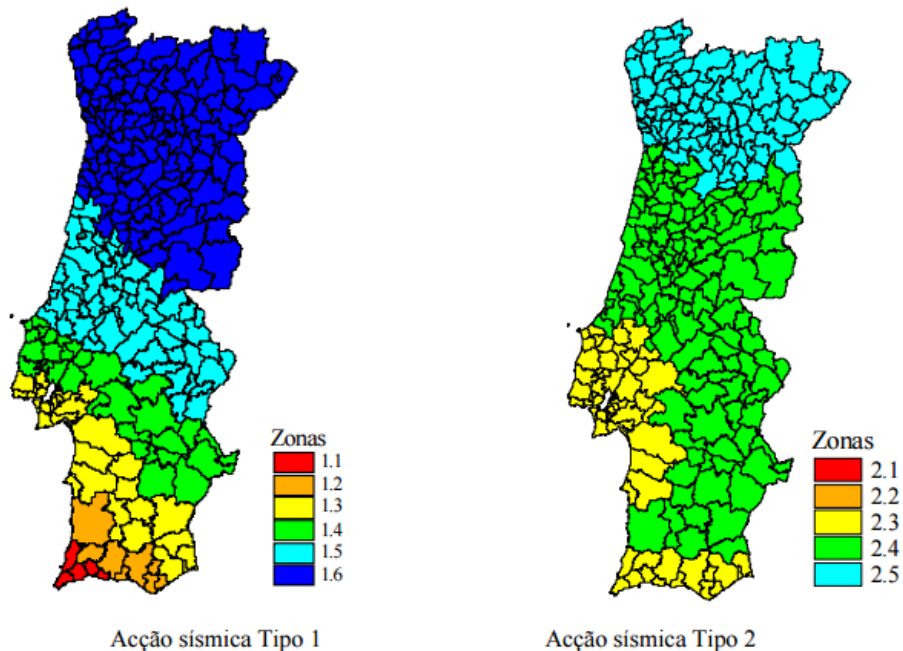 Zonas
1.1
1.2
1.3
1.4
1.5
1.6
Zonas
2.1
2.2
2.3
2.4
2.5
Acção sísmica Tipo 1
Acção sísmica Tipo 2